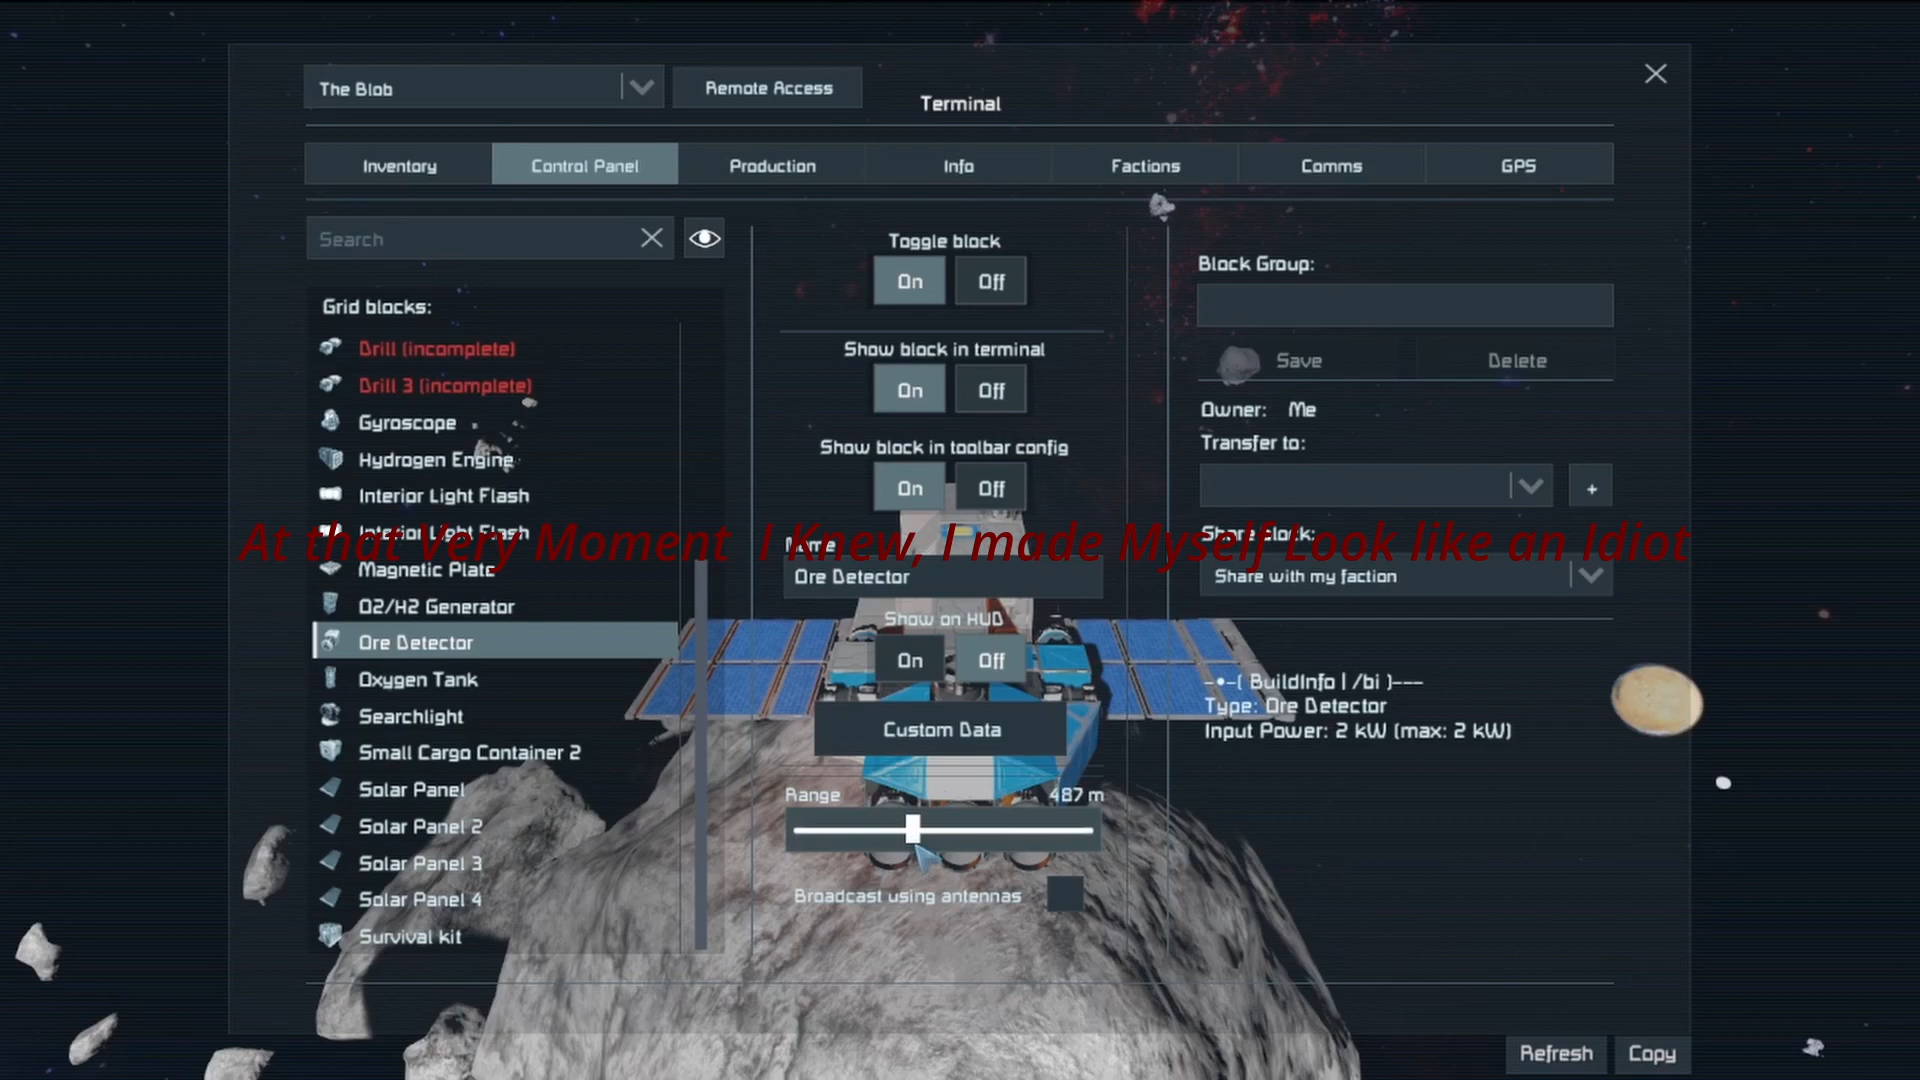 The Blob
Remote Access
Terminal
Inventory
Control Panel
Production
Info
Factions
Comms
GPS
Search
Grid blocks:
Drill (incomplete)
Drill 3 (incomplete)
Gyroscope
Hydrogen Engine
Interior Light Flash
Interior Light Flash
Magnetic Plate
O2/H2 Generator
Ore Detector
Oxygen Tank
Searchlight
Small Cargo Container 2
Solar Panel
Solar Panel 2
Solar Panel 3
Solar Panel 4
Survival kit
Toggle block
On Off
Show block in terminal
On Off
Show block in toolbar config
On Off
At that Very Moment I Knew, I made Myself Look like an Idiot
Name
Ore Detector
Show on HUD
On Off
Custom Data
Range 487 m
Broadcast using antennas
Block Group:
Save Delete
Owner: Me
Transfer to:
+
Share block:
Share with my faction
-•-( BuildInfo | /bi )---
Type: Ore Detector
Input Power: 2 kW (max: 2 kW)
Refresh Copy